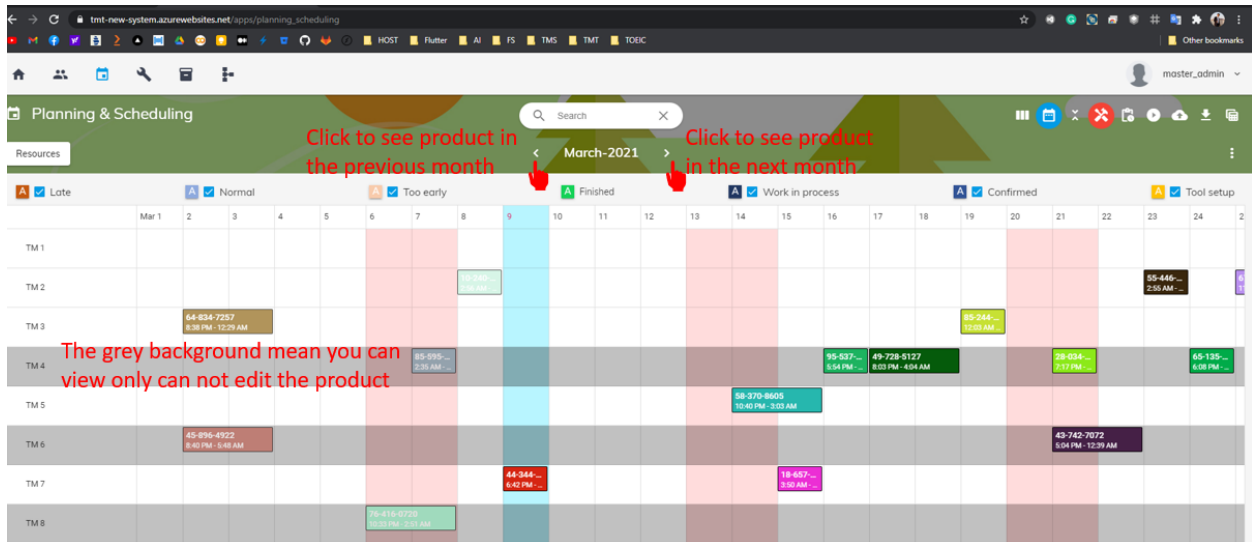 tmt-new-system.azurewebsites.net/apps/planning_scheduling
HOST Flutter AI FS TMS TMT TOEIC Other bookmarks
master_admin
Planning & Scheduling
Search
Click to see product in
the previous month
March-2021
Click to see product
in the next month
Resources
A Late A Normal A Too early A Finished A Work in process A Confirmed A Tool setup
Mar 1 2 3 4 5 6 7 8 9 10 11 12 13 14 15 16 17 18 19 20 21 22 23 24 2
TM 1
TM 2
55-446-...
2:55 AM - ...
TM 3
64-834-7257
8:38 PM - 12:29 AM
85-244-...
12:03 AM ...
The grey background mean you can
view only can not edit the product
TM 4
85-595-...
2:35 AM - ...
95-537-...
5:54 PM - ...
49-728-5127
8:03 PM - 4:04 AM
28-034-...
7:17 PM - ...
65-135-...
6:08 PM - ...
TM 5
58-370-8605
10:40 PM - 3:03 AM
TM 6
45-896-4922
8:40 PM - 5:48 AM
43-742-7072
5:04 PM - 12:39 AM
TM 7
44-344-...
6:42 PM - ...
18-657-...
3:50 AM - ...
TM 8
76-416-0720
10:33 PM - 2:51 AM